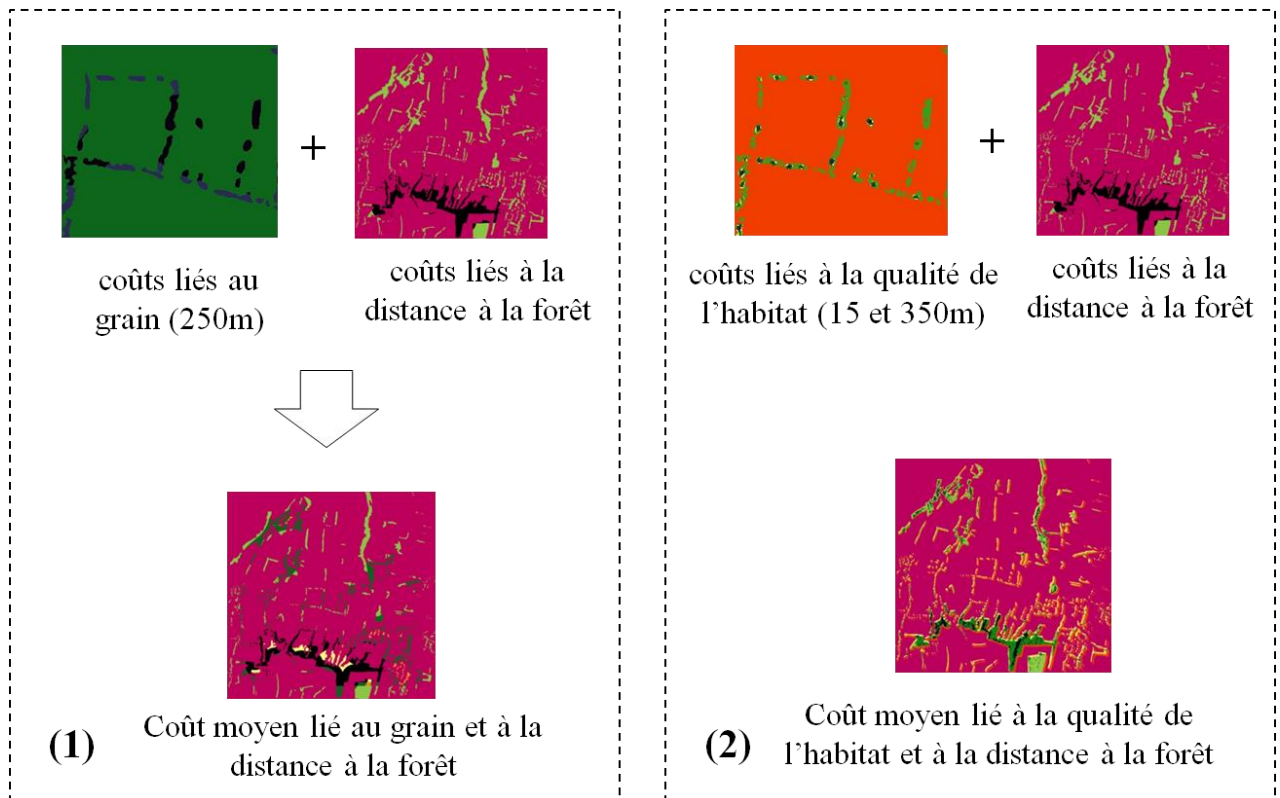 +
coûts liés au
grain (250m)
coûts liés à la
distance à la forêt
Coût moyen lié au grain et à la
distance à la forêt
(1)
+
coûts liés à la qualité de
l'habitat (15 et 350m)
coûts liés à la
distance à la forêt
Coût moyen lié à la qualité de
l'habitat et à la distance à la forêt
(2)